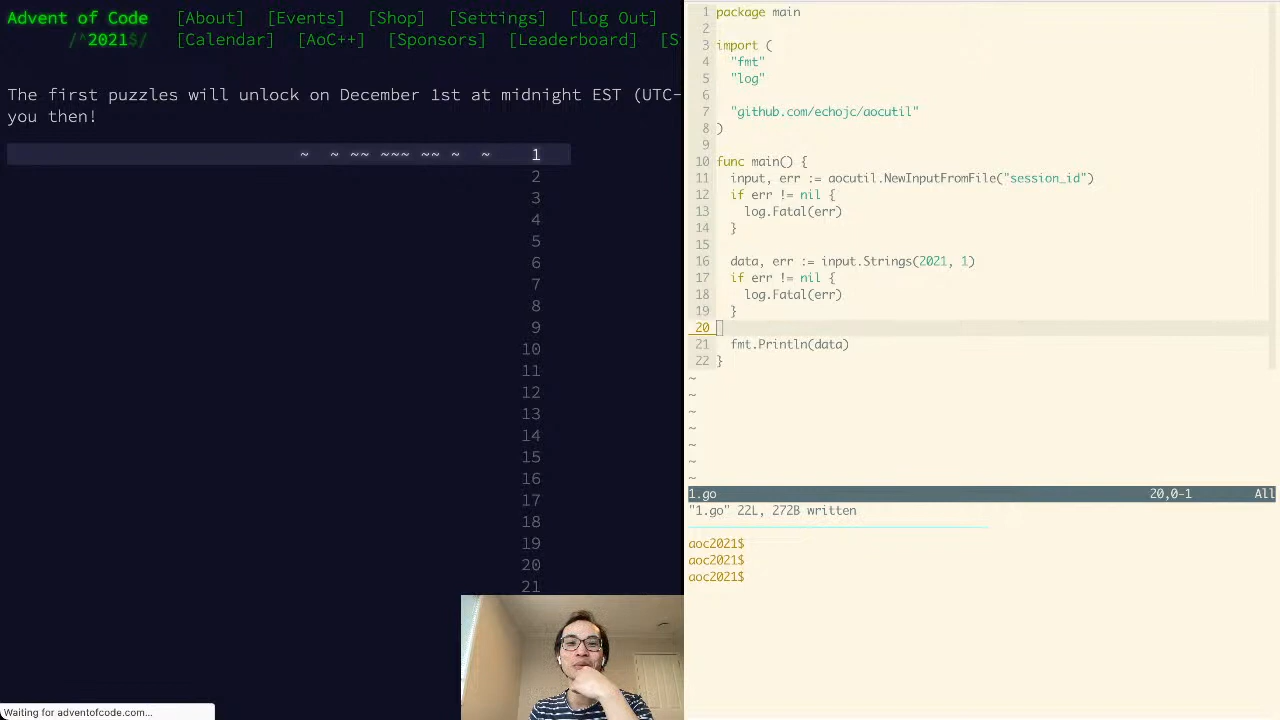 Advent of Code [About] [Events] [Shop] [Settings] [Log Out]
/^2021$/ [Calendar] [AoC++] [Sponsors] [Leaderboard] [S
The first puzzles will unlock on December 1st at midnight EST (UTC-
you then!
~ ~ ~~ ~~~ ~~ ~ ~ 1
2
3
4
5
6
7
8
9
10
11
12
13
14
15
16
17
18
19
20
21
Waiting for adventofcode.com...
1 package main
2
3 import (
4 "fmt"
5 "log"
6
7 "github.com/echojc/aocutil"
8 )
9
10 func main() {
11 input, err := aocutil.NewInputFromFile("session_id")
12 if err != nil {
13 log.Fatal(err)
14 }
15
16 data, err := input.Strings(2021, 1)
17 if err != nil {
18 log.Fatal(err)
19 }
20
21 fmt.Println(data)
22 }
~
~
~
~
~
~
~
1.go 20,0-1 All
"1.go" 22L, 272B written
aoc2021$
aoc2021$
aoc2021$